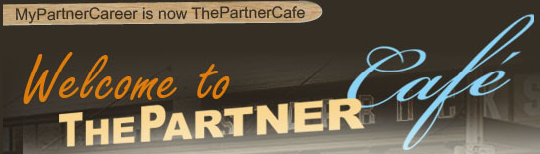 MyPartnerCareer is now ThePartnerCafe
Welcome to
THEPARTNER Café